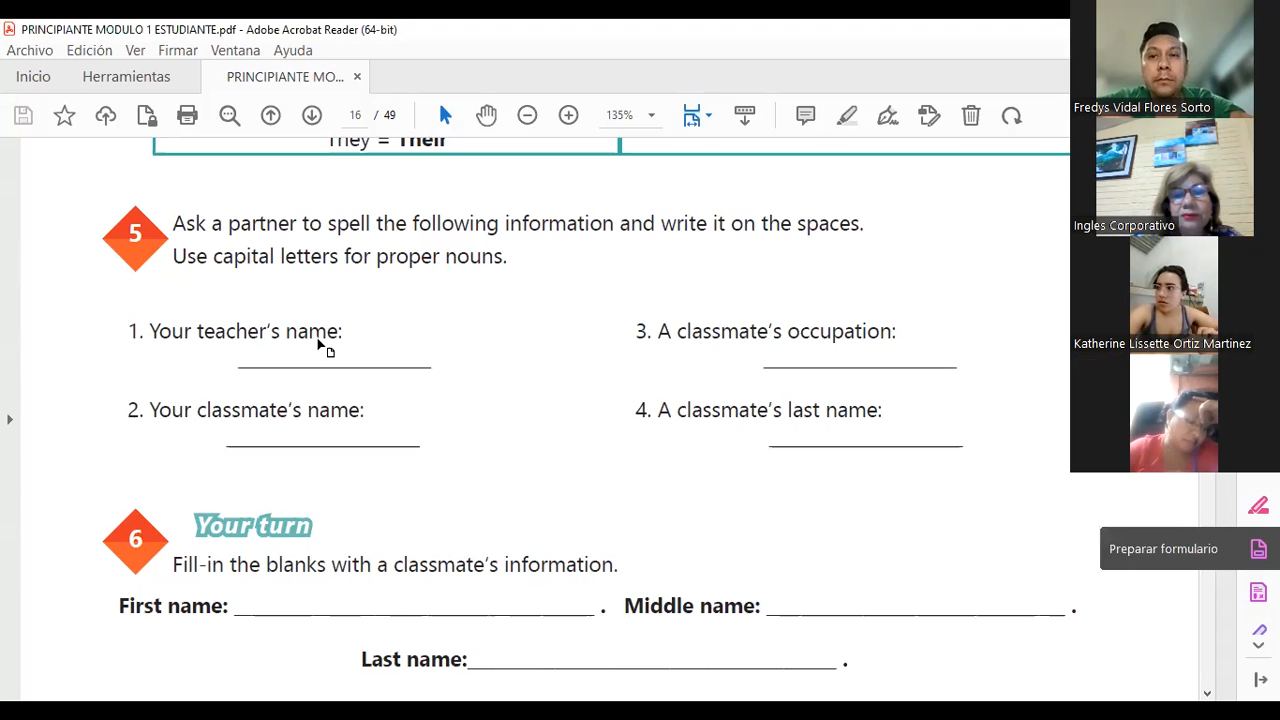 PRINCIPIANTE MODULO 1 ESTUDIANTE.pdf - Adobe Acrobat Reader (64-bit)
Archivo Edición Ver Firmar Ventana Ayuda
Inicio Herramientas PRINCIPIANTE MO... ×
16 / 49 135%
They = Their
5 Ask a partner to spell the following information and write it on the spaces.
Use capital letters for proper nouns.
1. Your teacher's name:
3. A classmate's occupation:
2. Your classmate's name:
4. A classmate's last name:
6 Your turn
Fill-in the blanks with a classmate's information.
First name: ______ . Middle name: ______ .
Last name:______ .
Preparar formulario
Fredys Vidal Flores Sorto
Ingles Corporativo
Katherine Lissette Ortiz Martinez